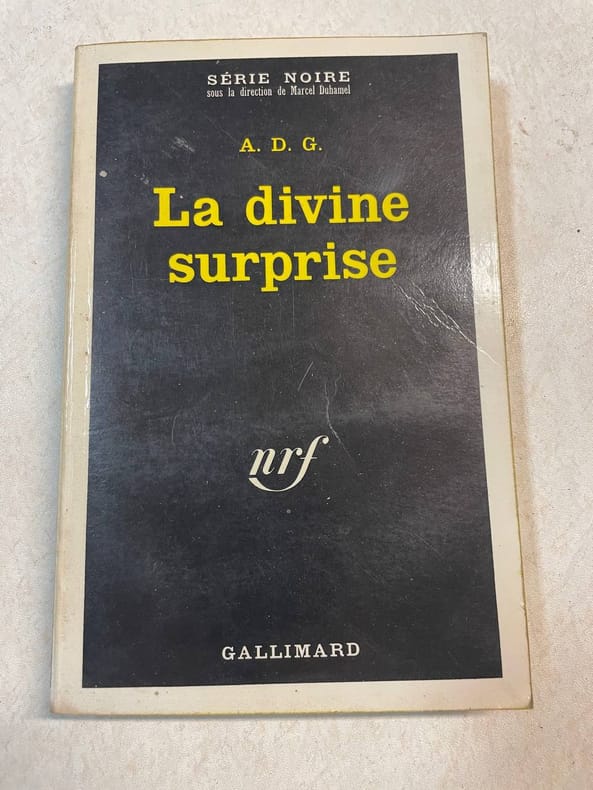 SÉRIE NOIRE
sous la direction de Marcel Duhamel
A. D. G.
La divine
surprise
nrf
GALLIMARD